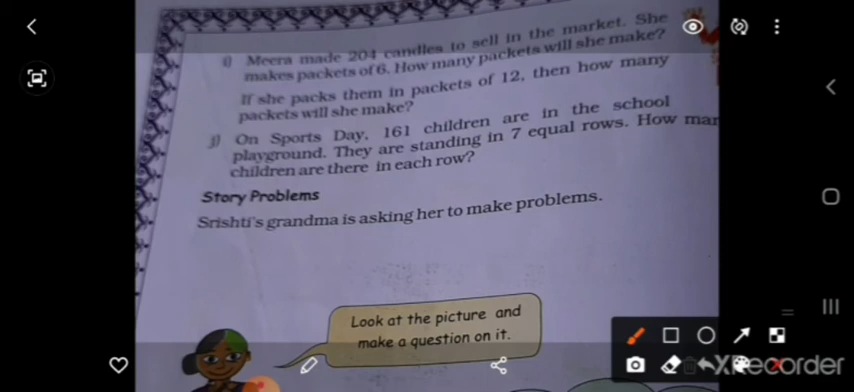 i) Meera made 204 candles to sell in the market. She
makes packets of 6. How many packets will she make?
If she packs them in packets of 12, then how many
packets will she make?
j) On Sports Day, 161 children are in the school
playground. They are standing in 7 equal rows. How mar
children are there in each row?
Story Problems
Srishti's grandma is asking her to make problems.
Look at the picture and
make a question on it.
XRecorder